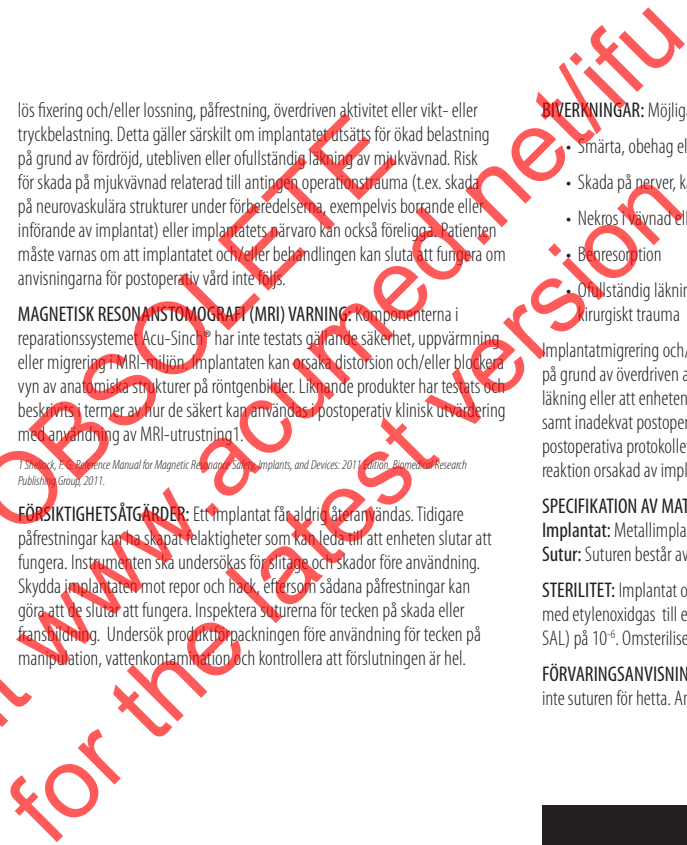 lös fixering och/eller lossning, påfrestning, överdriven aktivitet eller vikt- eller
tryckbelastning. Detta gäller särskilt om implantatet utsätts för ökad belastning
på grund av fördröjd, utebliven eller ofullständig läkning av mjukvävnad. Risk
för skada på mjukvävnad relaterad till antingen operationstrauma (t.ex. skada
på neurovaskulära strukturer under förberedelserna, exempelvis borrande eller
införande av implantat) eller implantatets närvaro kan också föreligga. Patienten
måste varnas om att implantatet och/eller behandlingen kan sluta att fungera om
anvisningarna för postoperativ vård inte följs.
MAGNETISK RESONANSTOMOGRAFI (MRI) VARNING: Komponenterna i
reparationssystemet Acu-Sinch® har inte testats gällande säkerhet, uppvärmning
eller migrering i MRI-miljön. Implantaten kan orsaka distorsion och/eller blockera
vyn av anatomiska strukturer på röntgenbilder. Liknande produkter har testats och
beskrivits i termer av hur de säkert kan användas i postoperativ klinisk utvärdering
med användning av MRI-utrustning1.
1 Shellock, F. G. Reference Manual for Magnetic Resonance Safety, Implants, and Devices: 2011 Edition, Biomedical Research
Publishing Group, 2011.
FÖRSIKTIGHETSÅTGÄRDER: Ett implantat får aldrig återanvändas. Tidigare
påfrestningar kan ha skapat felaktigheter som kan leda till att enheten slutar att
fungera. Instrumenten ska undersökas för slitage och skador före användning.
Skydda implantaten mot repor och hack, eftersom sådana påfrestningar kan
göra att de slutar att fungera. Inspektera suturerna för tecken på skada eller
fransbildning. Undersök produktförpackningen före användning för tecken på
manipulation, vattenkontamination och kontrollera att förslutningen är hel.
BIVERKNINGAR: Möjliga
• Smärta, obehag el
• Skada på nerver, k
• Nekros i vävnad el
• Benresorption
• Ofullständig läknin
kirurgiskt trauma
Implantatmigrering och/
på grund av överdriven a
läkning eller att enheten
samt inadekvat postoper
postoperativa protokolle
reaktion orsakad av impl
SPECIFIKATION AV MAT
Implantat: Metallimpla
Sutur: Suturen består av
STERILITET: Implantat o
med etylenoxidgas till e
SAL) på 10⁻⁶. Omsterilise
FÖRVARINGSANVISNIN
inte suturen för hetta. An
OBSOLETE
it www.acumed.net/ifu
for the latest version